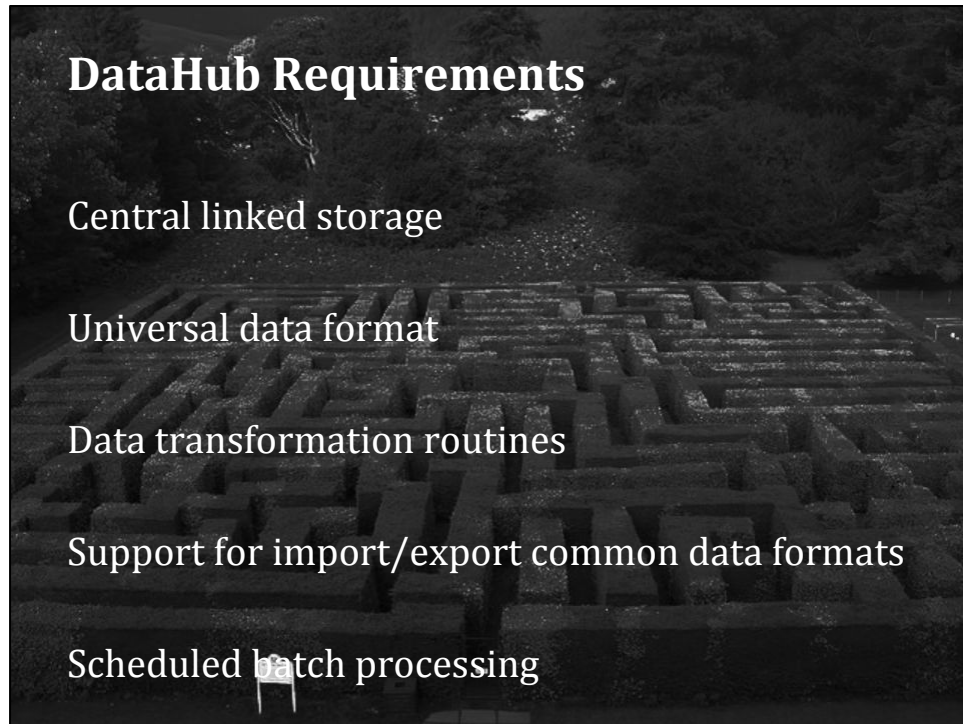 DataHub Requirements
Central linked storage
Universal data format
Data transformation routines
Support for import/export common data formats
Scheduled batch processing